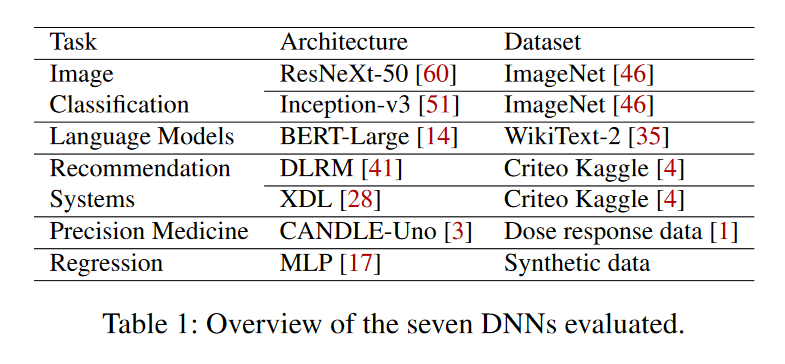 Task Architecture Dataset
Image ResNeXt-50 [60] ImageNet [46]
Classification Inception-v3 [51] ImageNet [46]
Language Models BERT-Large [14] WikiText-2 [35]
Recommendation DLRM [41] Criteo Kaggle [4]
Systems XDL [28] Criteo Kaggle [4]
Precision Medicine CANDLE-Uno [3] Dose response data [1]
Regression MLP [17] Synthetic data
Table 1: Overview of the seven DNNs evaluated.